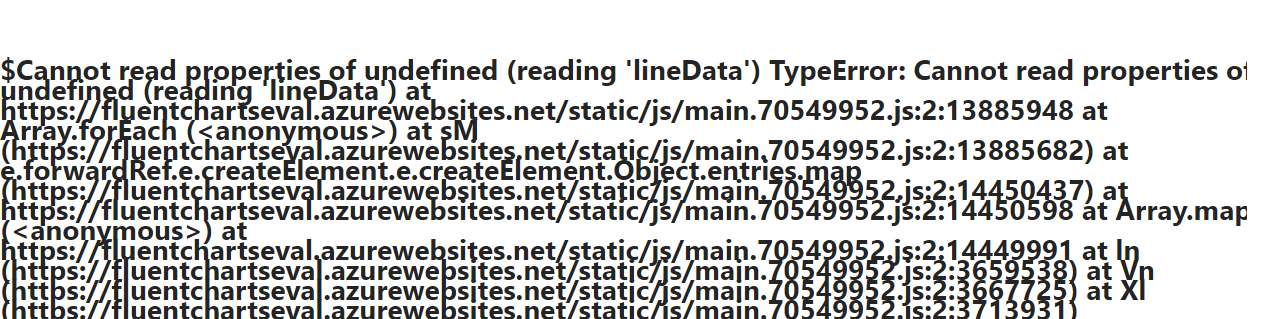 $Cannot read properties of undefined (reading 'lineData') TypeError: Cannot read properties of
undefined (reading 'lineData') at
https://fluentchartseval.azurewebsites.net/static/js/main.70549952.js:2:13885948 at
Array.forEach (<anonymous>) at sM
(https://fluentchartseval.azurewebsites.net/static/js/main.70549952.js:2:13885682) at
e.forwardRef.e.createElement.e.createElement.Object.entries.map
(https://fluentchartseval.azurewebsites.net/static/js/main.70549952.js:2:14450437) at
https://fluentchartseval.azurewebsites.net/static/js/main.70549952.js:2:14450598 at Array.map
(<anonymous>) at
https://fluentchartseval.azurewebsites.net/static/js/main.70549952.js:2:14449991 at In
(https://fluentchartseval.azurewebsites.net/static/js/main.70549952.js:2:3659538) at Vn
(https://fluentchartseval.azurewebsites.net/static/js/main.70549952.js:2:3667725) at Xl
(https://fluentchartseval.azurewebsites.net/static/js/main.70549952.js:2:3713931)